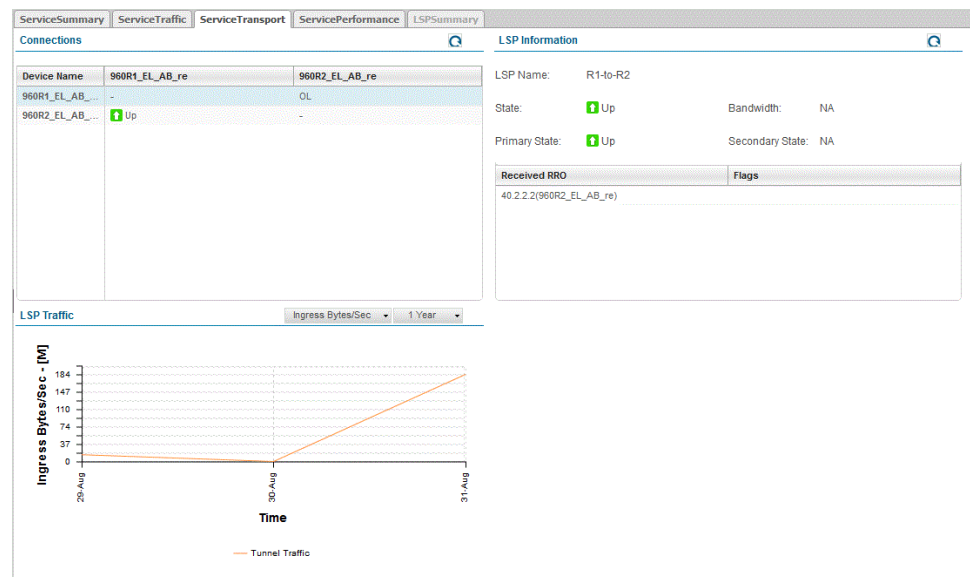 ServiceSummary ServiceTraffic ServiceTransport ServicePerformance LSPSummary
Connections
Device Name 960R1_EL_AB_re 960R2_EL_AB_re
960R1_EL_AB_... - OL
960R2_EL_AB_... Up -
LSP Information
LSP Name: R1-to-R2
State: Up Bandwidth: NA
Primary State: Up Secondary State: NA
Received RRO Flags
40.2.2.2(960R2_EL_AB_re)
LSP Traffic Ingress Bytes/Sec 1 Year
Ingress Bytes/Sec - [M]
184
147
110
74
37
0
29-Aug 30-Aug 31-Aug
Time
Tunnel Traffic